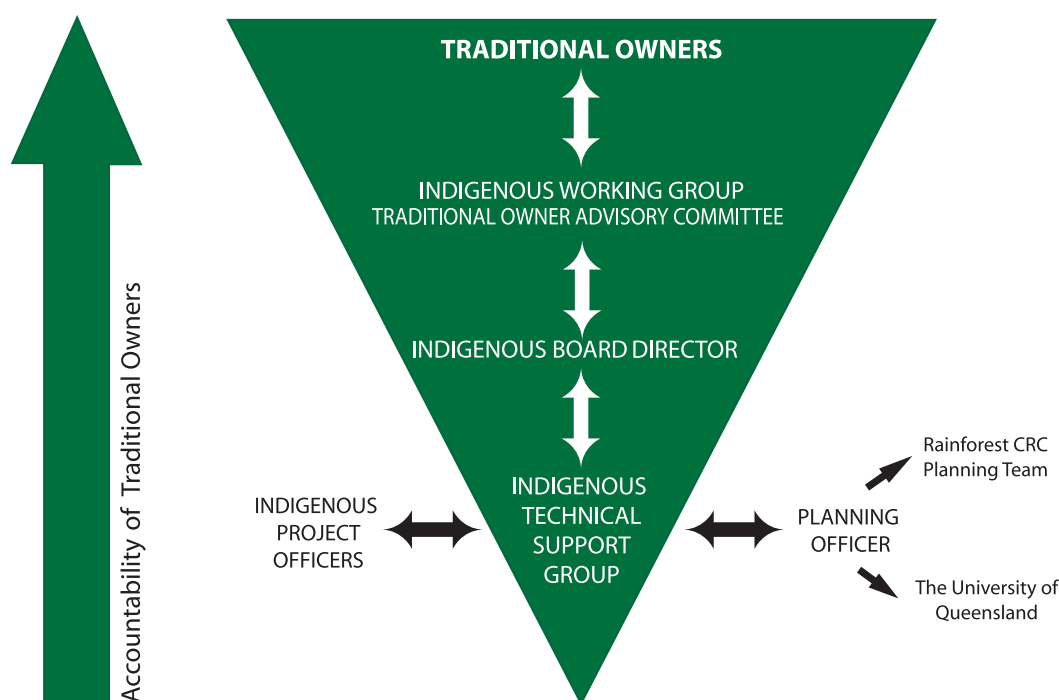 TRADITIONAL OWNERS
INDIGENOUS WORKING GROUP
TRADITIONAL OWNER ADVISORY COMMITTEE
INDIGENOUS BOARD DIRECTOR
INDIGENOUS
TECHNICAL
SUPPORT
GROUP
INDIGENOUS
PROJECT
OFFICERS
PLANNING
OFFICER
Rainforest CRC
Planning Team
The University of
Queensland
Accountability of Traditional Owners